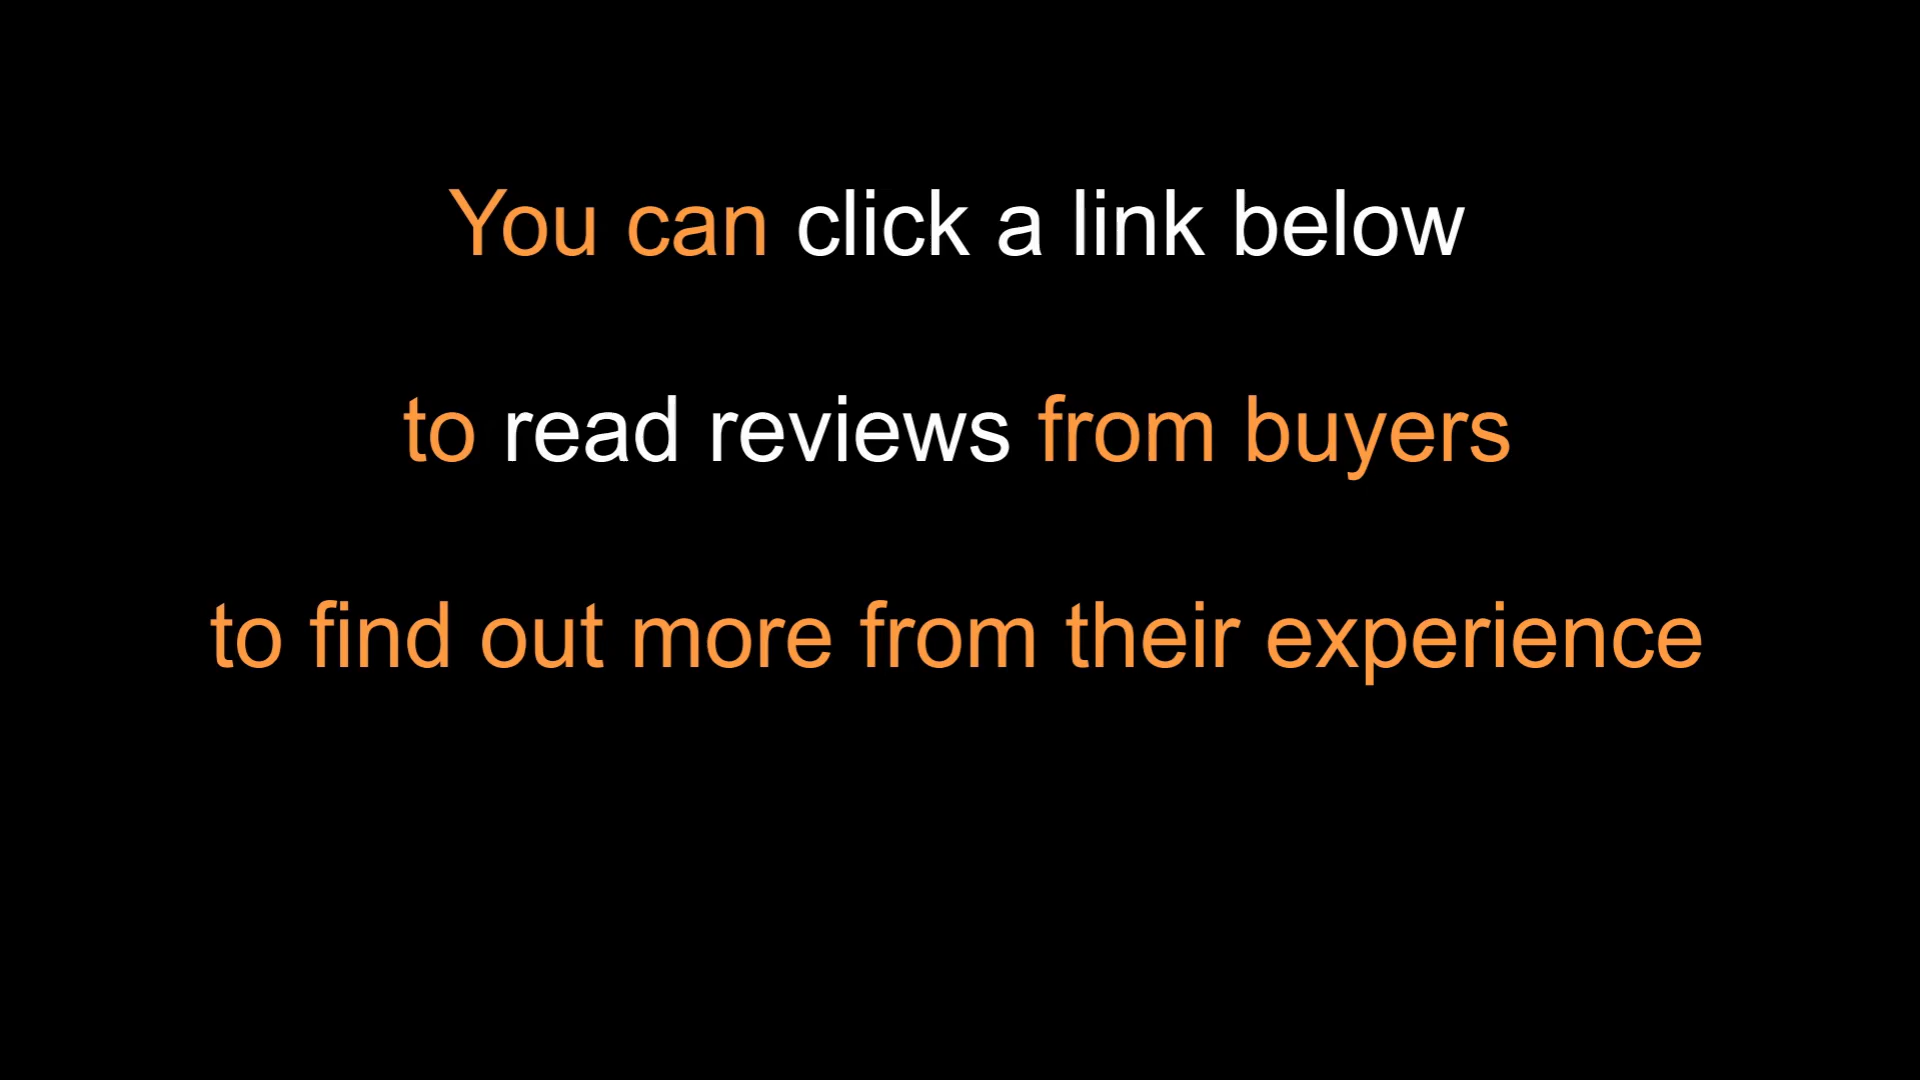 You can click a link below
to read reviews from buyers
to find out more from their experience